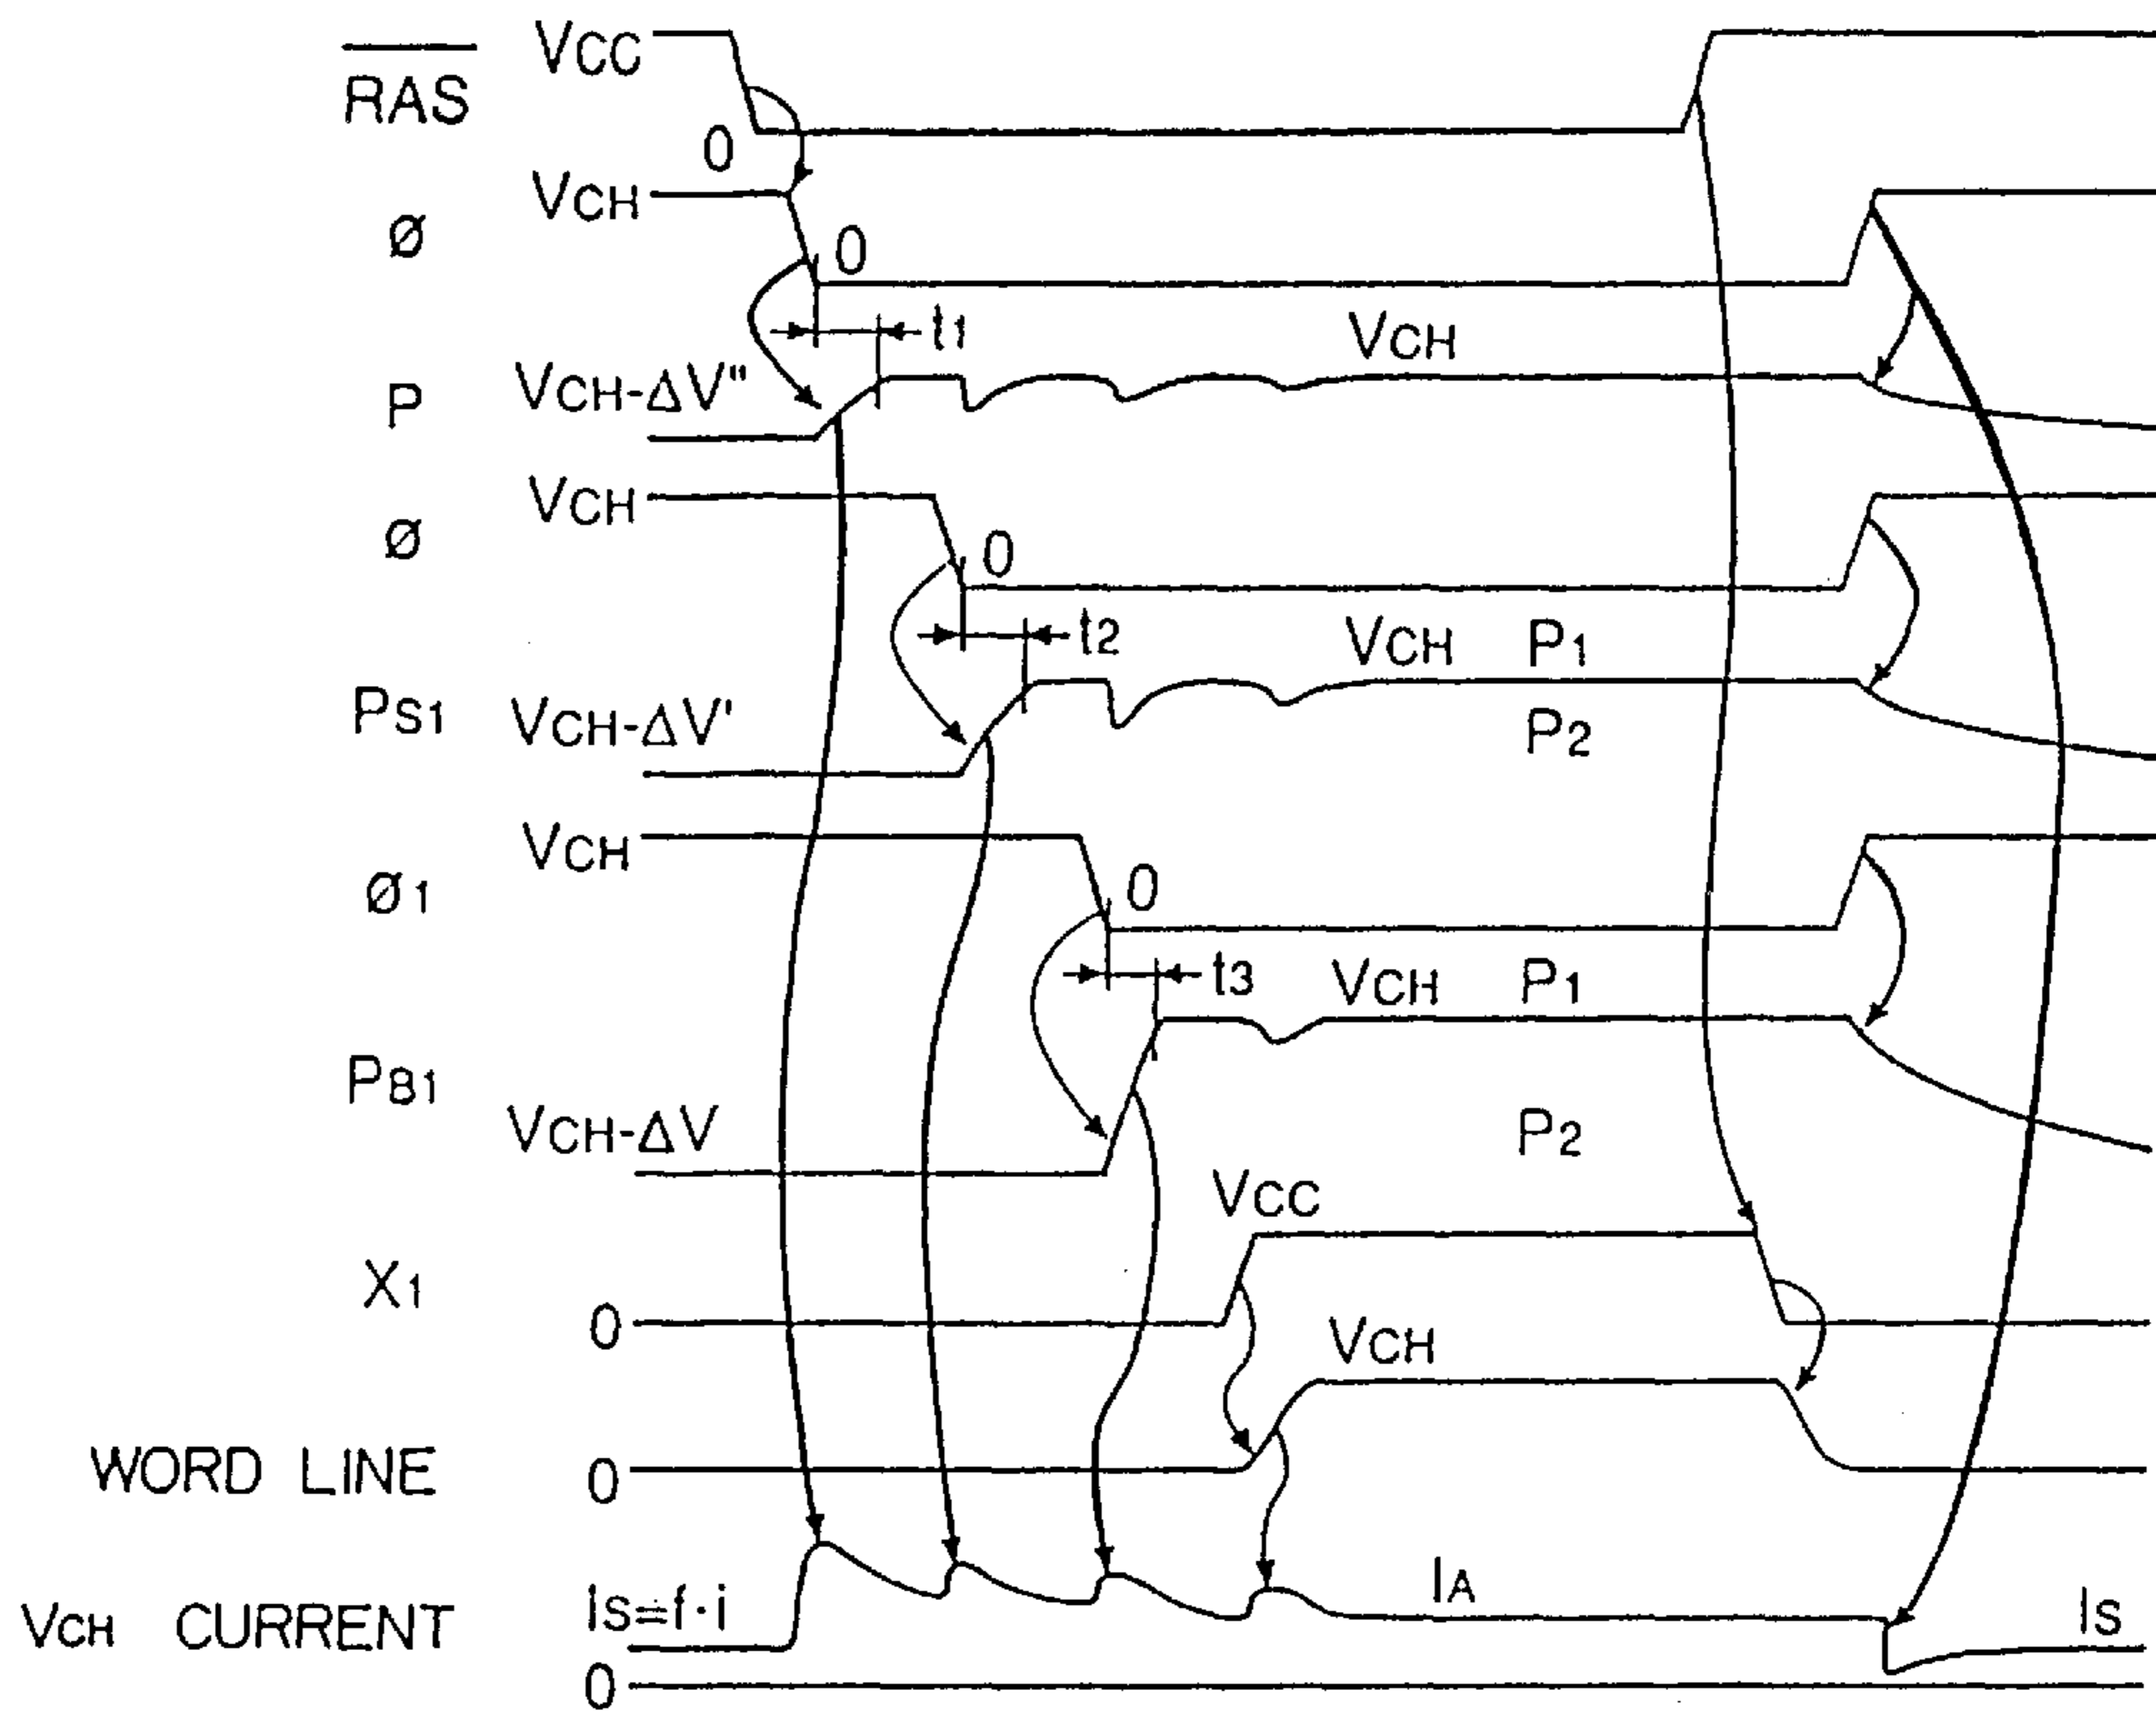 RAS VCC
0
VCH
Ø 0
t1
VCH
P VCH-ΔV"
VCH
Ø 0
t2
VCH P1
PS1 VCH-ΔV' P2
VCH
Ø1 0
t3 VCH P1
PB1
VCH-ΔV P2
VCC
X1
0
VCH
WORD LINE 0
IA
VCH CURRENT IS≒f·i IS
0